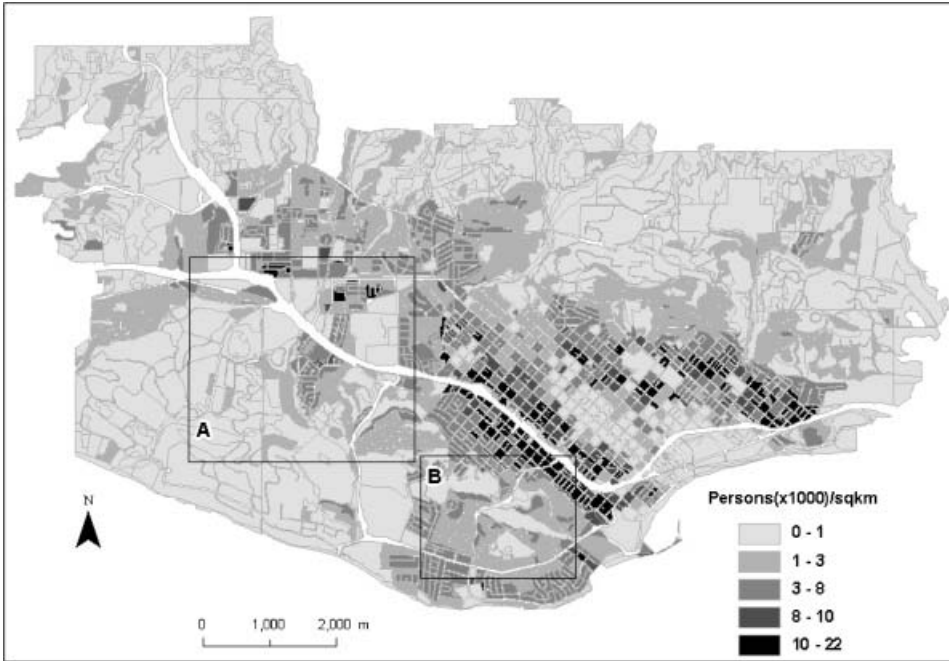 A
B
N
0 1,000 2,000 m
Persons(x1000)/sqkm
0 - 1
1 - 3
3 - 8
8 - 10
10 - 22